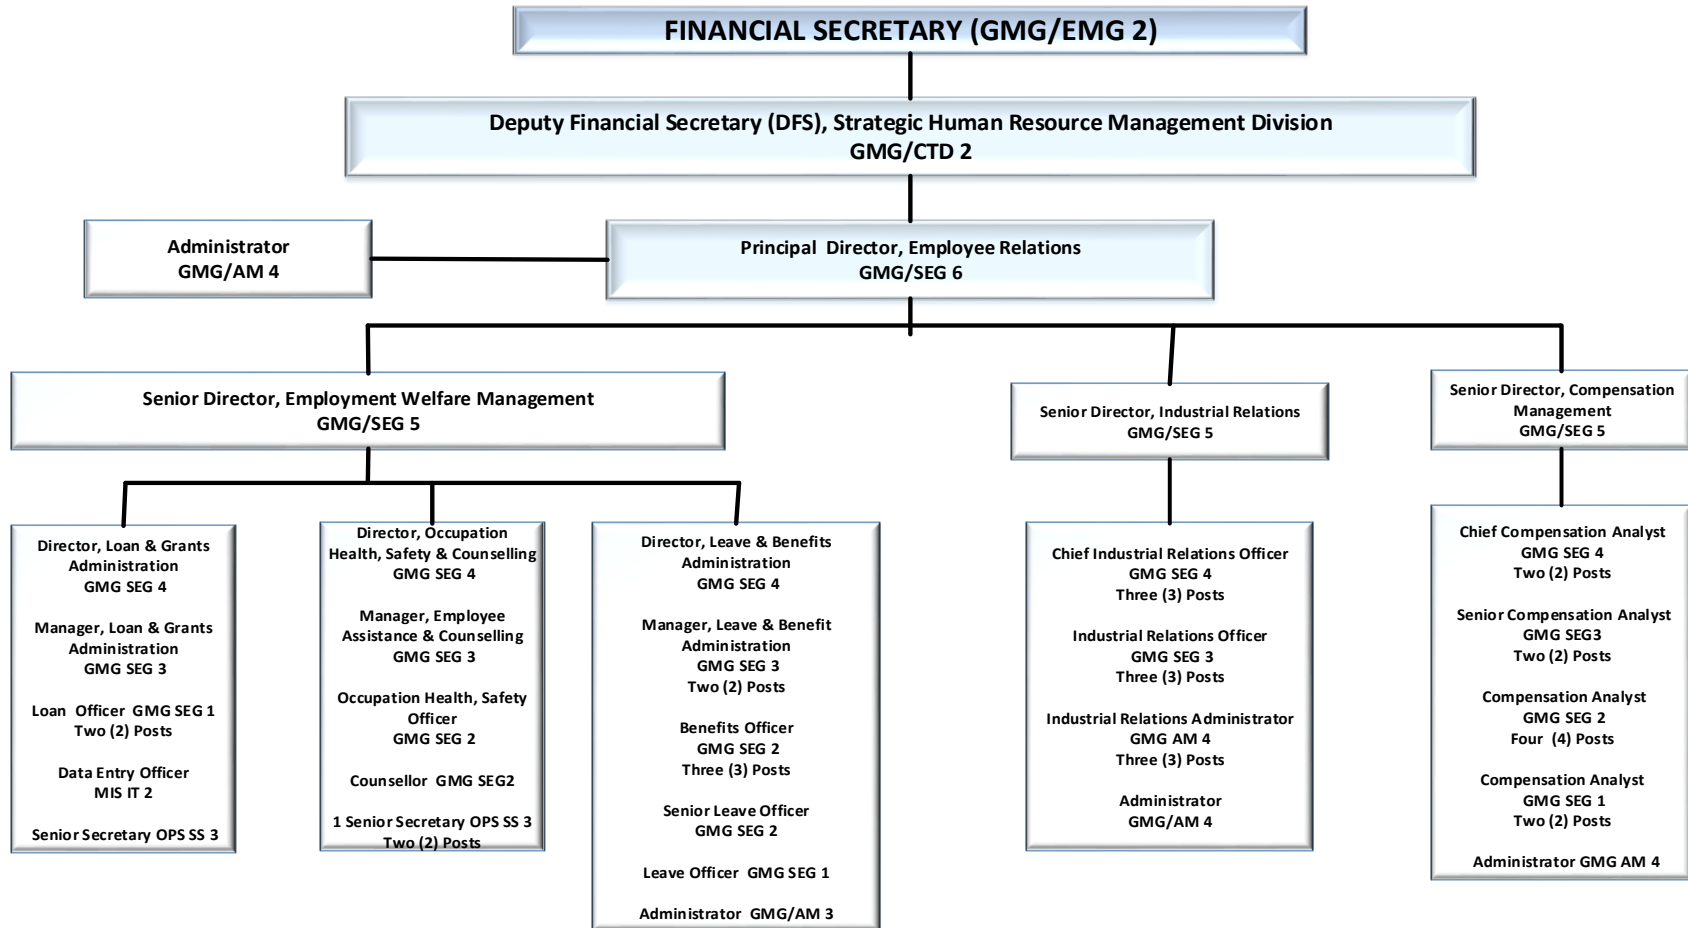 FINANCIAL SECRETARY (GMG/EMG 2)
Deputy Financial Secretary (DFS), Strategic Human Resource Management Division
GMG/CTD 2
Administrator
GMG/AM 4
Principal Director, Employee Relations
GMG/SEG 6
Senior Director, Employment Welfare Management
GMG/SEG 5
Senior Director, Industrial Relations
GMG/SEG 5
Senior Director, Compensation
Management
GMG/SEG 5
Director, Loan & Grants
Administration
GMG SEG 4
Manager, Loan & Grants
Administration
GMG SEG 3
Loan Officer GMG SEG 1
Two (2) Posts
Data Entry Officer
MIS IT 2
Senior Secretary OPS SS 3
Director, Occupation
Health, Safety & Counselling
GMG SEG 4
Manager, Employee
Assistance & Counselling
GMG SEG 3
Occupation Health, Safety
Officer
GMG SEG 2
Counsellor GMG SEG2
1 Senior Secretary OPS SS 3
Two (2) Posts
Director, Leave & Benefits
Administration
GMG SEG 4
Manager, Leave & Benefit
Administration
GMG SEG 3
Two (2) Posts
Benefits Officer
GMG SEG 2
Three (3) Posts
Senior Leave Officer
GMG SEG 2
Leave Officer GMG SEG 1
Administrator GMG/AM 3
Chief Industrial Relations Officer
GMG SEG 4
Three (3) Posts
Industrial Relations Officer
GMG SEG 3
Three (3) Posts
Industrial Relations Administrator
GMG AM 4
Three (3) Posts
Administrator
GMG/AM 4
Chief Compensation Analyst
GMG SEG 4
Two (2) Posts
Senior Compensation Analyst
GMG SEG3
Two (2) Posts
Compensation Analyst
GMG SEG 2
Four (4) Posts
Compensation Analyst
GMG SEG 1
Two (2) Posts
Administrator GMG AM 4